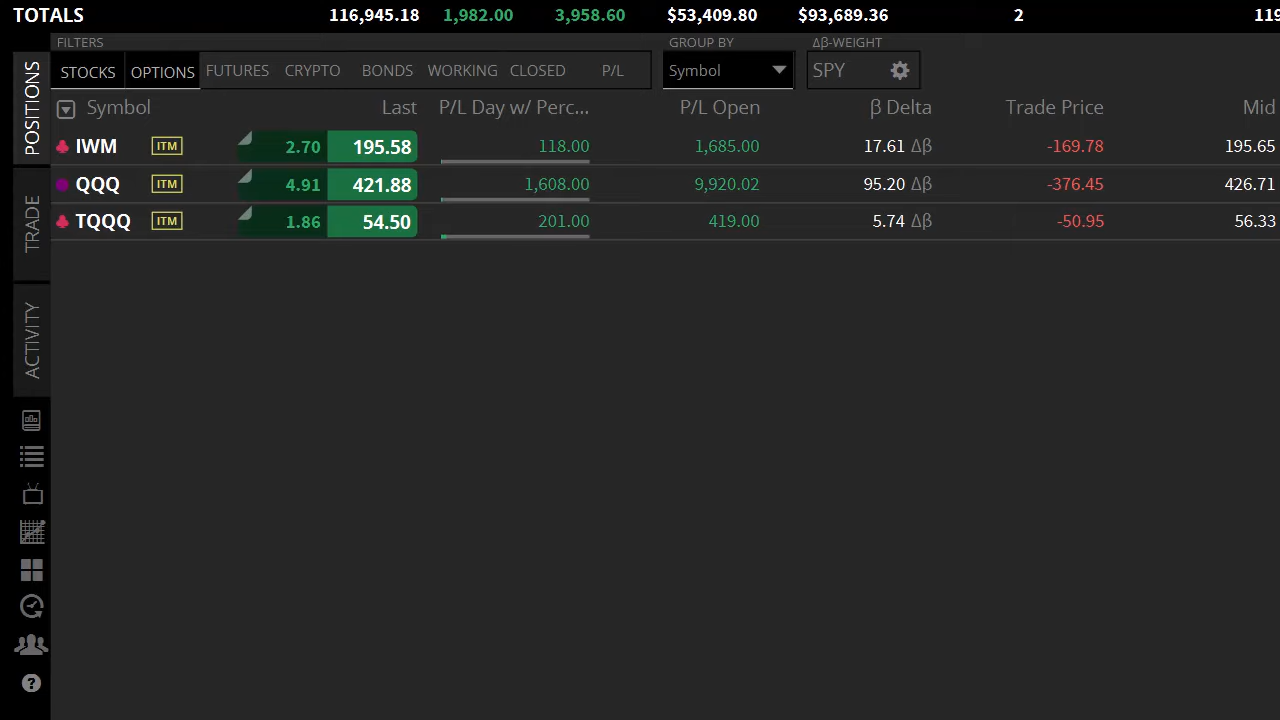 TOTALS 116,945.18 1,982.00 3,958.60 $53,409.80 $93,689.36 2 119
FILTERS GROUP BY Δβ-WEIGHT
STOCKS OPTIONS FUTURES CRYPTO BONDS WORKING CLOSED P/L Symbol SPY
POSITIONS
TRADE
ACTIVITY
Symbol Last P/L Day w/ Perc... P/L Open β Delta Trade Price Mid
IWM ITM 2.70 195.58 118.00 1,685.00 17.61 Δβ -169.78 195.65
QQQ ITM 4.91 421.88 1,608.00 9,920.02 95.20 Δβ -376.45 426.71
TQQQ ITM 1.86 54.50 201.00 419.00 5.74 Δβ -50.95 56.33
?